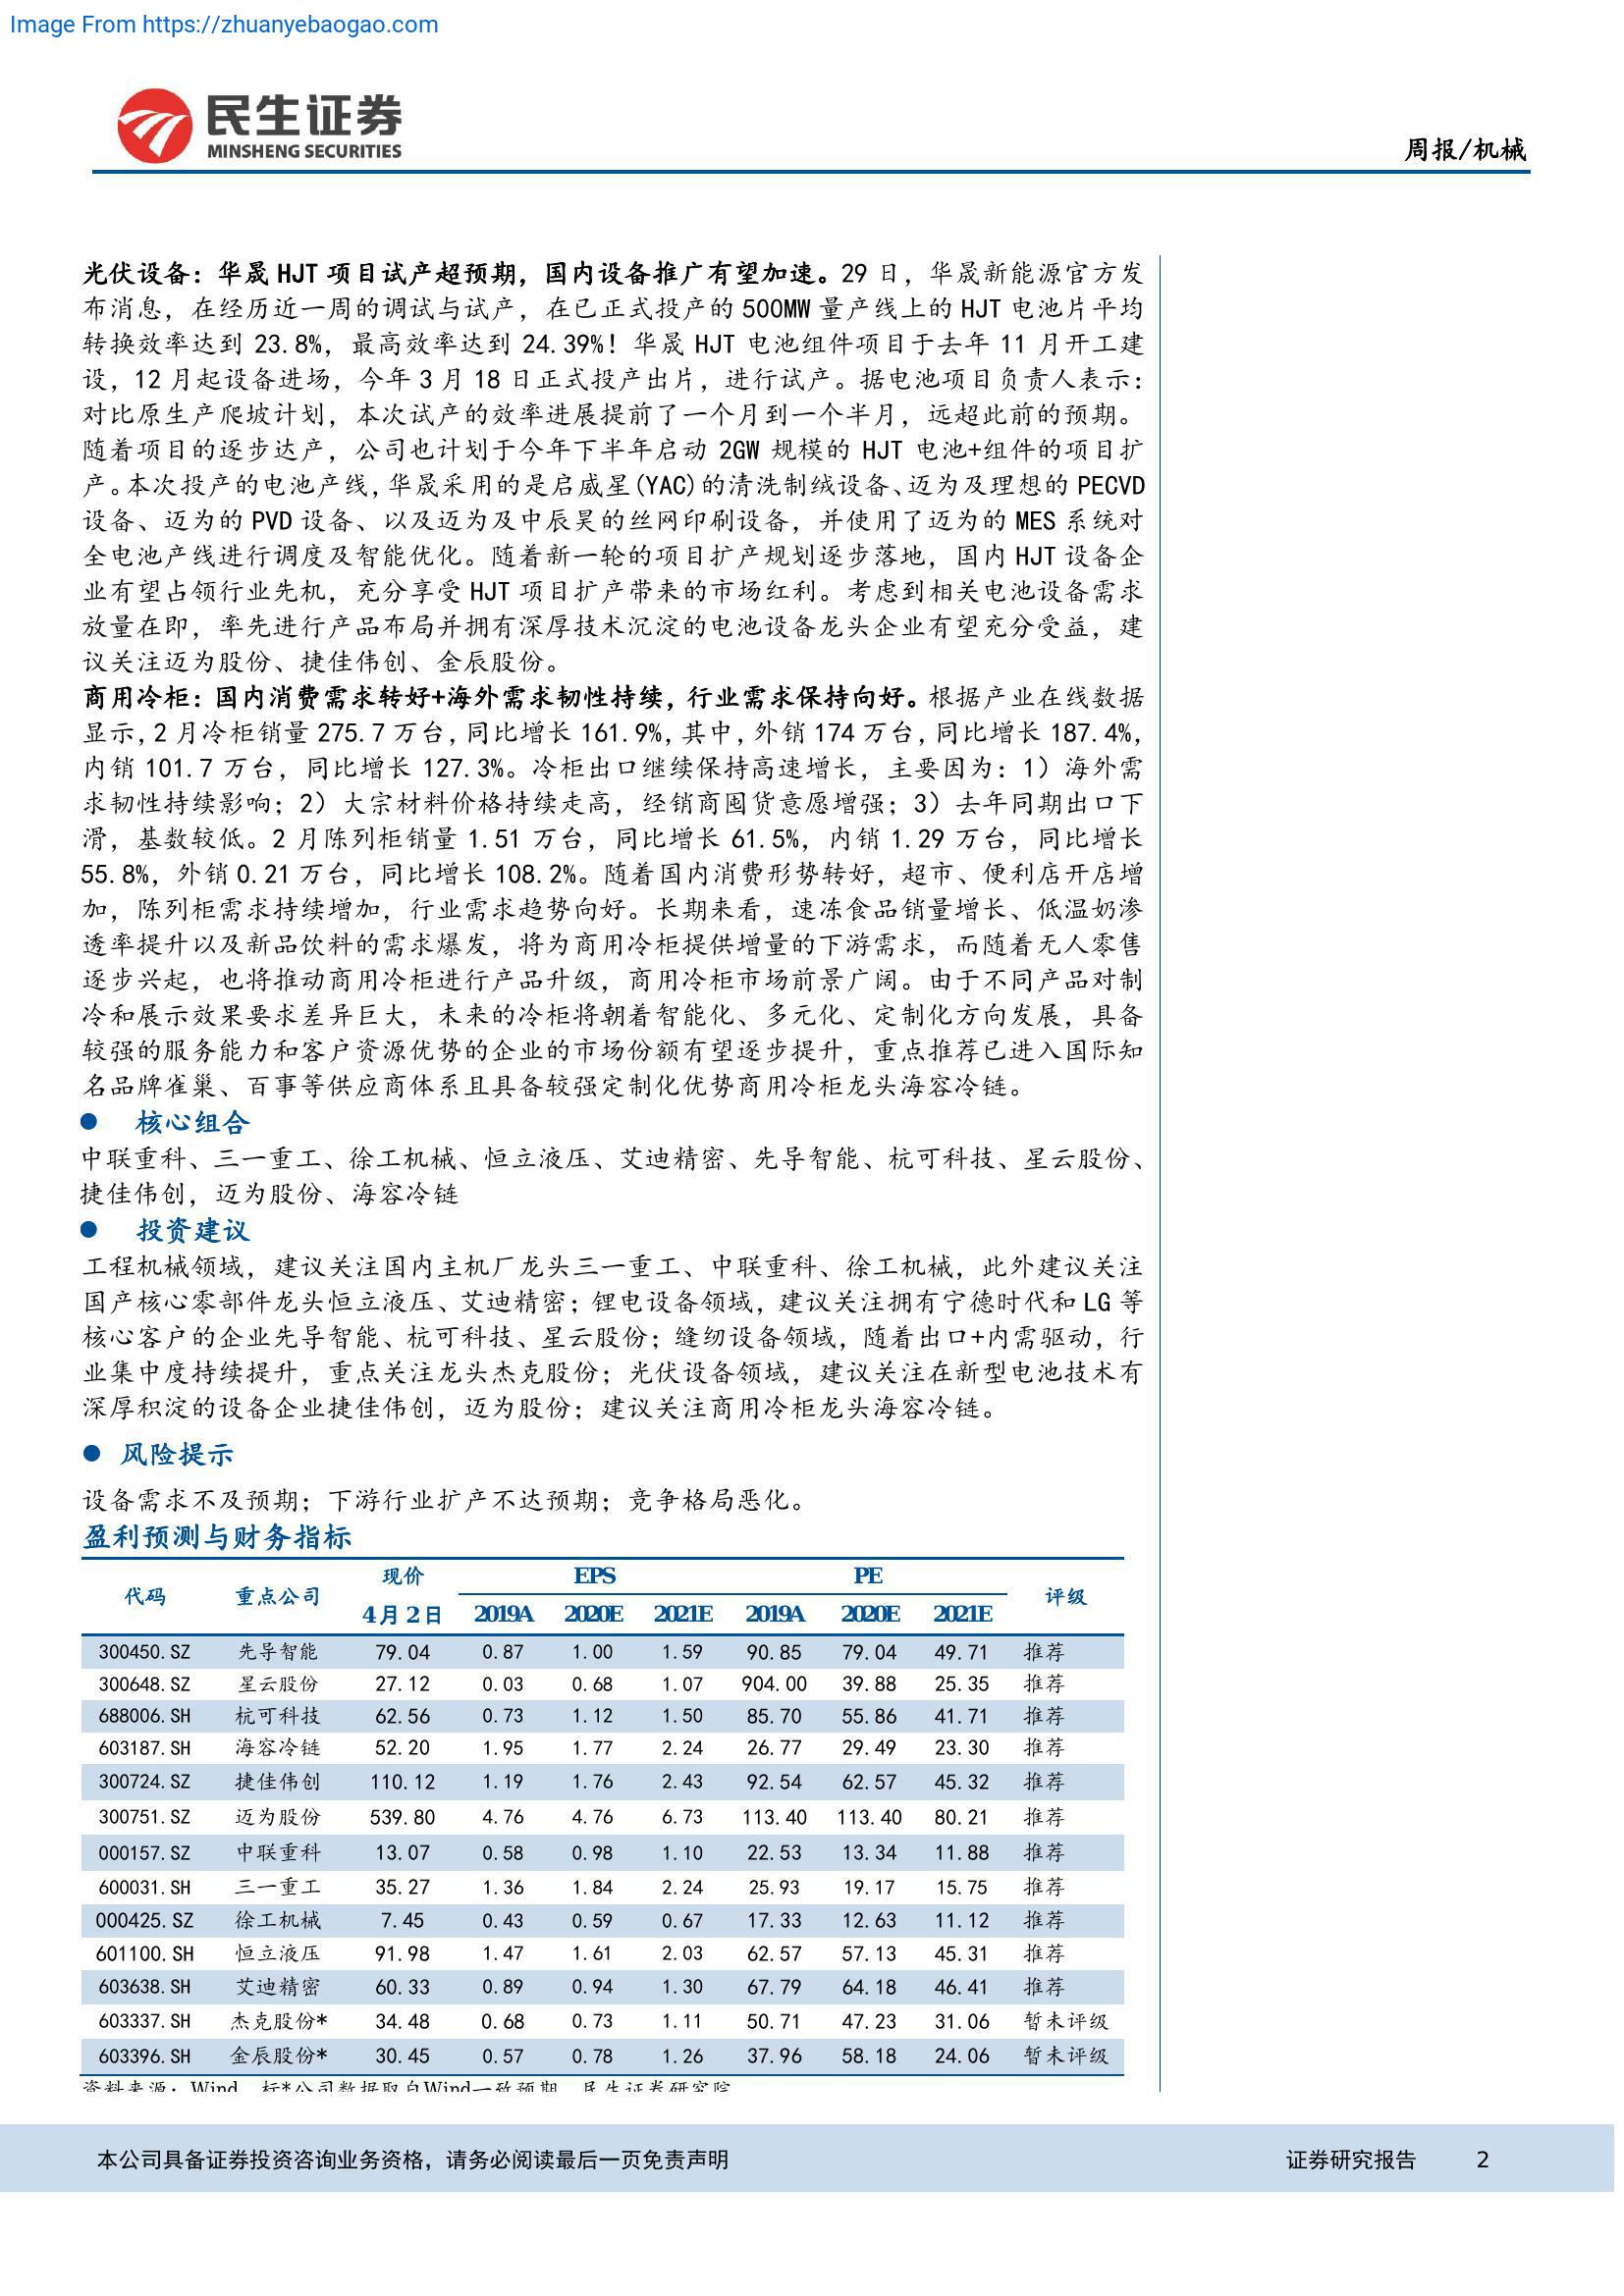 Image From https://zhuanyebaogao.com
民生证券
MINSHENG SECURITIES
周报/机械
光伏设备：华晟 HJT 项目试产超预期，国内设备推广有望加速。29 日，华晟新能源官方发
布消息，在经历近一周的调试与试产，在已正式投产的 500MW 量产线上的 HJT 电池片平均
转换效率达到 23.8%，最高效率达到 24.39%！华晟 HJT 电池组件项目于去年 11 月开工建
设，12 月起设备进场，今年 3 月 18 日正式投产出片，进行试产。据电池项目负责人表示：
对比原生产爬坡计划，本次试产的效率进展提前了一个月到一个半月，远超此前的预期。
随着项目的逐步达产，公司也计划于今年下半年启动 2GW 规模的 HJT 电池+组件的项目扩
产。本次投产的电池产线，华晟采用的是启威星(YAC)的清洗制绒设备、迈为及理想的 PECVD
设备、迈为的 PVD 设备、以及迈为及中辰昊的丝网印刷设备，并使用了迈为的 MES 系统对
全电池产线进行调度及智能优化。随着新一轮的项目扩产规划逐步落地，国内 HJT 设备企
业有望占领行业先机，充分享受 HJT 项目扩产带来的市场红利。考虑到相关电池设备需求
放量在即，率先进行产品布局并拥有深厚技术沉淀的电池设备龙头企业有望充分受益，建
议关注迈为股份、捷佳伟创、金辰股份。
商用冷柜：国内消费需求转好+海外需求韧性持续，行业需求保持向好。根据产业在线数据
显示，2 月冷柜销量 275.7 万台，同比增长 161.9%，其中，外销 174 万台，同比增长 187.4%，
内销 101.7 万台，同比增长 127.3%。冷柜出口继续保持高速增长，主要因为：1）海外需
求韧性持续影响；2）大宗材料价格持续走高，经销商囤货意愿增强；3）去年同期出口下
滑，基数较低。2 月陈列柜销量 1.51 万台，同比增长 61.5%，内销 1.29 万台，同比增长
55.8%，外销 0.21 万台，同比增长 108.2%。随着国内消费形势转好，超市、便利店开店增
加，陈列柜需求持续增加，行业需求趋势向好。长期来看，速冻食品销量增长、低温奶渗
透率提升以及新品饮料的需求爆发，将为商用冷柜提供增量的下游需求，而随着无人零售
逐步兴起，也将推动商用冷柜进行产品升级，商用冷柜市场前景广阔。由于不同产品对制
冷和展示效果要求差异巨大，未来的冷柜将朝着智能化、多元化、定制化方向发展，具备
较强的服务能力和客户资源优势的企业的市场份额有望逐步提升，重点推荐已进入国际知
名品牌雀巢、百事等供应商体系且具备较强定制化优势商用冷柜龙头海容冷链。
● 核心组合
中联重科、三一重工、徐工机械、恒立液压、艾迪精密、先导智能、杭可科技、星云股份、
捷佳伟创，迈为股份、海容冷链
● 投资建议
工程机械领域，建议关注国内主机厂龙头三一重工、中联重科、徐工机械，此外建议关注
国产核心零部件龙头恒立液压、艾迪精密；锂电设备领域，建议关注拥有宁德时代和 LG 等
核心客户的企业先导智能、杭可科技、星云股份；缝纫设备领域，随着出口+内需驱动，行
业集中度持续提升，重点关注龙头杰克股份；光伏设备领域，建议关注在新型电池技术有
深厚积淀的设备企业捷佳伟创，迈为股份；建议关注商用冷柜龙头海容冷链。
● 风险提示
设备需求不及预期；下游行业扩产不达预期；竞争格局恶化。
盈利预测与财务指标
代码 重点公司 现价 EPS PE 评级
4 月 2 日 2019A 2020E 2021E 2019A 2020E 2021E
300450.SZ 先导智能 79.04 0.87 1.00 1.59 90.85 79.04 49.71 推荐
300648.SZ 星云股份 27.12 0.03 0.68 1.07 904.00 39.88 25.35 推荐
688006.SH 杭可科技 62.56 0.73 1.12 1.50 85.70 55.86 41.71 推荐
603187.SH 海容冷链 52.20 1.95 1.77 2.24 26.77 29.49 23.30 推荐
300724.SZ 捷佳伟创 110.12 1.19 1.76 2.43 92.54 62.57 45.32 推荐
300751.SZ 迈为股份 539.80 4.76 4.76 6.73 113.40 113.40 80.21 推荐
000157.SZ 中联重科 13.07 0.58 0.98 1.10 22.53 13.34 11.88 推荐
600031.SH 三一重工 35.27 1.36 1.84 2.24 25.93 19.17 15.75 推荐
000425.SZ 徐工机械 7.45 0.43 0.59 0.67 17.33 12.63 11.12 推荐
601100.SH 恒立液压 91.98 1.47 1.61 2.03 62.57 57.13 45.31 推荐
603638.SH 艾迪精密 60.33 0.89 0.94 1.30 67.79 64.18 46.41 推荐
603337.SH 杰克股份* 34.48 0.68 0.73 1.11 50.71 47.23 31.06 暂未评级
603396.SH 金辰股份* 30.45 0.57 0.78 1.26 37.96 58.18 24.06 暂未评级
资料来源：Wind，标*公司数据取自Wind一致预期，民生证券研究院
本公司具备证券投资咨询业务资格，请务必阅读最后一页免责声明 证券研究报告 2